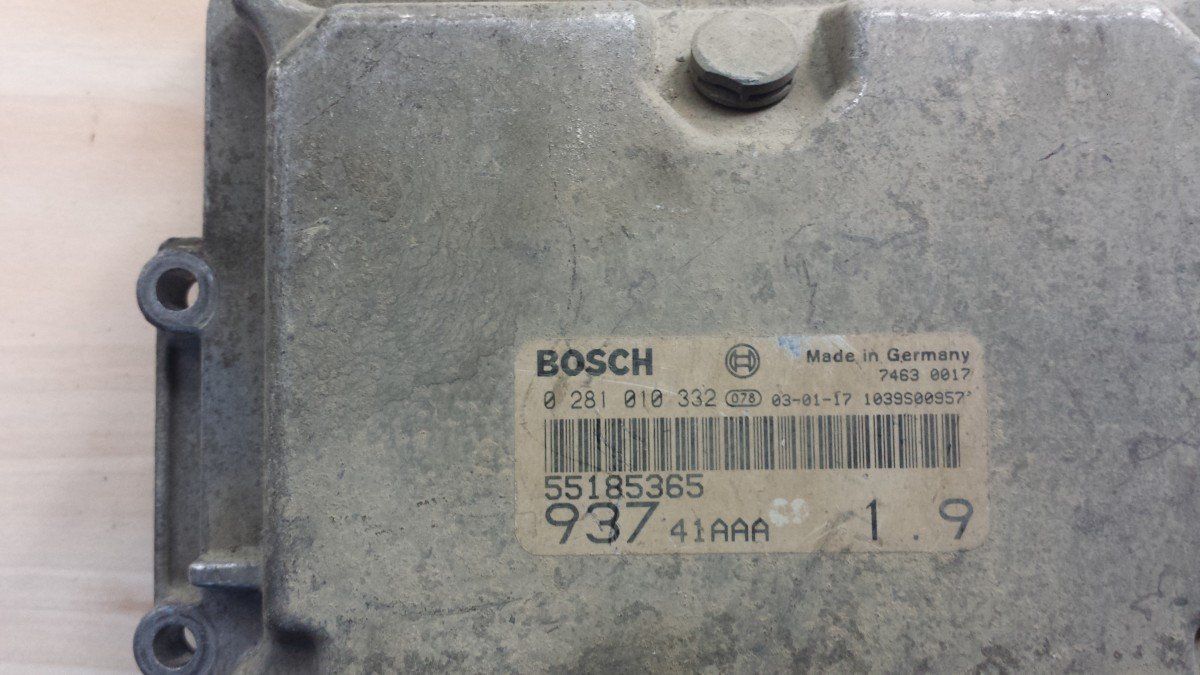 BOSCH Made in Germany
7463 0017
0 281 010 332 078 03-01-17 1039S00957
55185365
937 41AAA 1.9